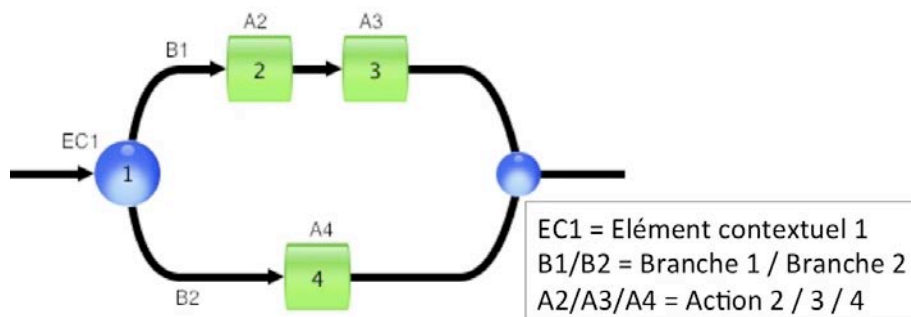 A2
A3
B1
2
3
EC1
1
A4
4
B2
EC1 = Elément contextuel 1
B1/B2 = Branche 1 / Branche 2
A2/A3/A4 = Action 2 / 3 / 4